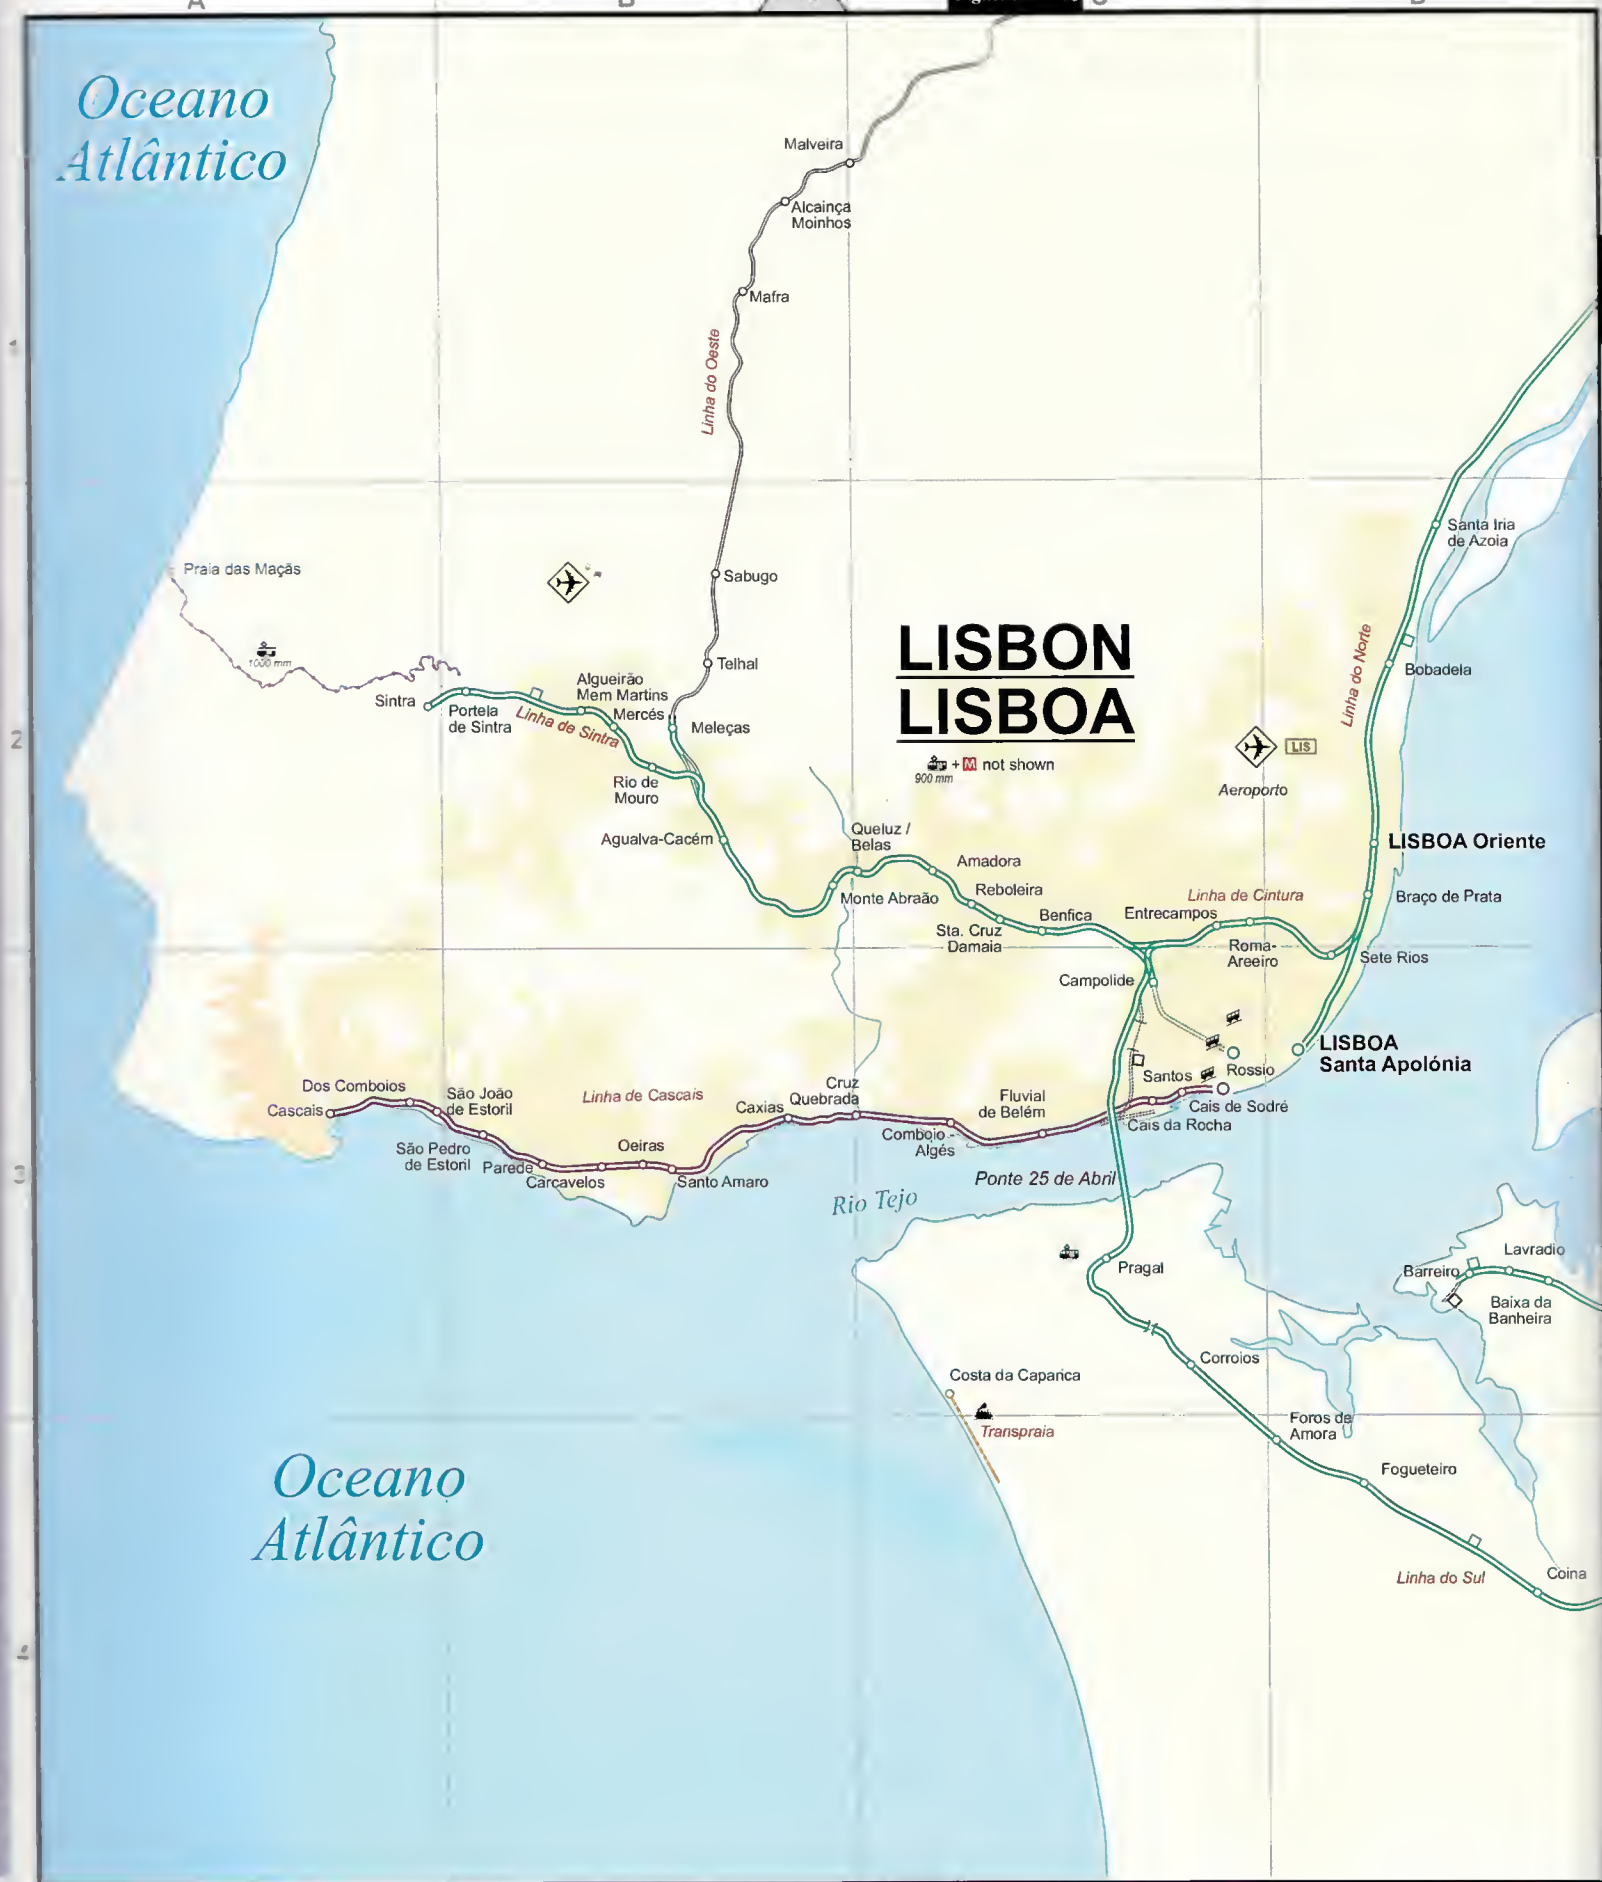 A
B
C
D
Oceano
Atlântico
Malveira
Alcainça
Moinhos
Mafra
1
Linha do Oeste
Santa Iria
de Azoia
Praia das Maçãs
Sabugo
1000 mm
Telhal
LISBON
LISBOA
900 mm
+ M not shown
Linha do Norte
Bobadela
Sintra
Portela
de Sintra
Linha de Sintra
Algueirão
Mem Martins
Mercés
Meleças
2
LIS
Aeroporto
Rio de
Mouro
Agualva-Cacém
Queluz /
Belas
Monte Abraão
Amadora
Reboleira
Sta. Cruz
Damaia
Benfica
Entrecampos
Linha de Cintura
Roma-
Areeiro
LISBOA Oriente
Braço de Prata
Sete Rios
Campolide
LISBOA
Santa Apolónia
Rossio
Santos
Cais de Sodré
Cais da Rocha
Dos Comboios
Cascais
São João
de Estoril
Linha de Cascais
Cruz
Quebrada
Caxias
Fluvial
de Belém
Comboio -
Algés
São Pedro
de Estoril
Parede
Carcavelos
Oeiras
Santo Amaro
3
Ponte 25 de Abril
Rio Tejo
Pragal
Lavradio
Barreiro
Baixa da
Banheira
Corroios
Costa da Caparica
Transpraia
Foros de
Amora
Fogueteiro
Oceano
Atlântico
Linha do Sul
Coina